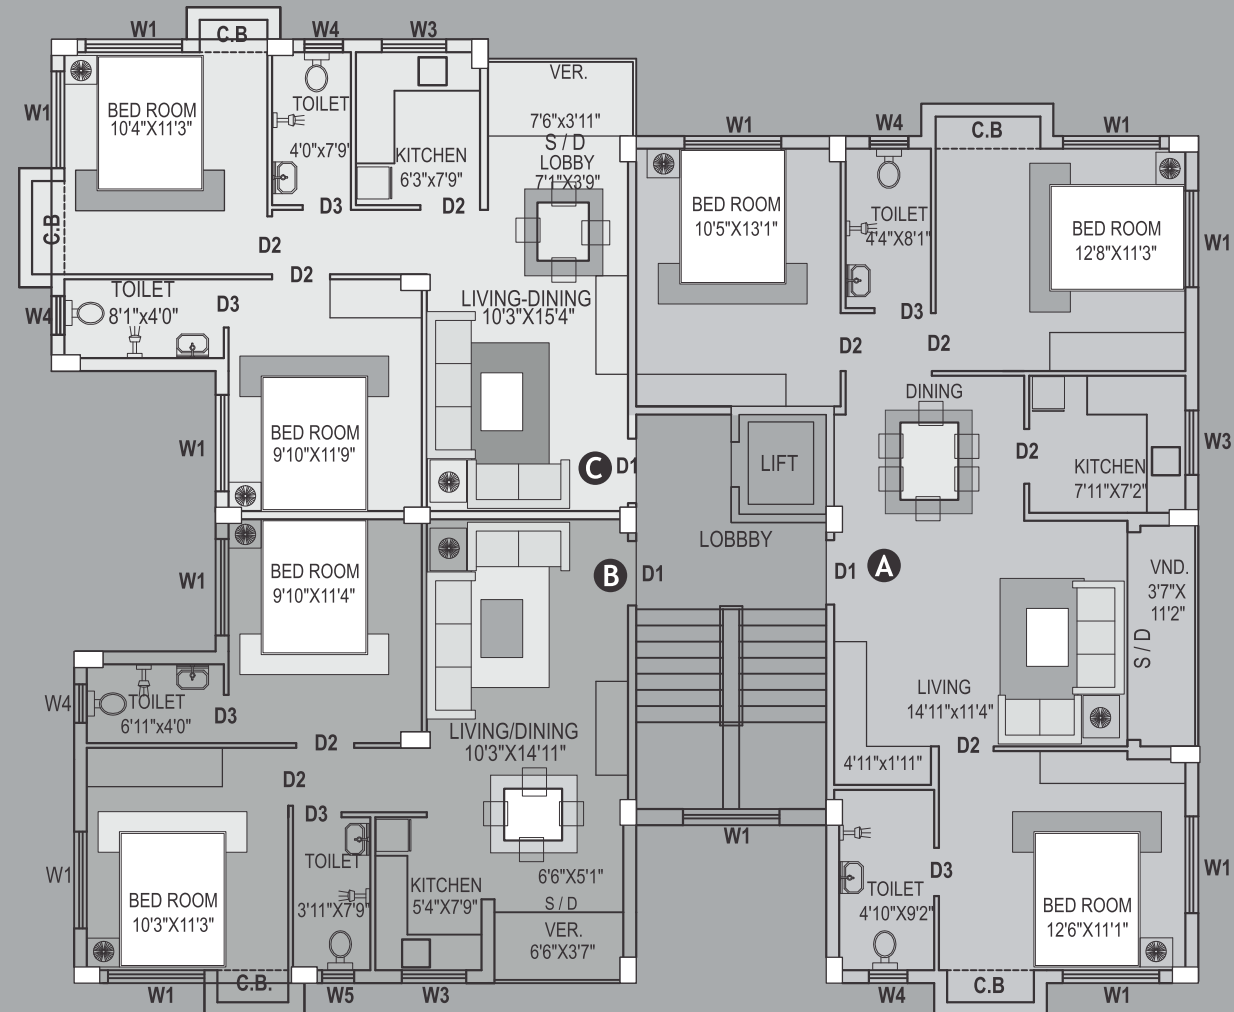 W1
C.B
W4
W3
W1
BED ROOM
10'4"X11'3"
TOILET
4'0"x7'9'
KITCHEN
6'3"x7'9"
VER.
7'6"x3'11"
S / D
LOBBY
7'1"X3'9"
C.B
D3
D2
D2
D2
W4
TOILET
8'1"x4'0"
D3
LIVING-DINING
10'3"X15'4"
W1
BED ROOM
9'10"X11'9"
C
D1
W1
W4
C.B
W1
BED ROOM
10'5"X13'1"
TOILET
4'4"X8'1"
BED ROOM
12'8"X11'3"
W1
D3
D2
D2
DINING
D2
KITCHEN
7'11"X7'2"
W3
LIFT
LOBBBY
D1
A
VND.
3'7"X
11'2"
S / D
LIVING
14'11"x11'4"
D2
4'11"x1'11"
W1
BED ROOM
9'10"X11'4"
B
D1
W4
TOILET
6'11"x4'0"
D3
D2
LIVING/DINING
10'3"X14'11"
D2
D3
W1
BED ROOM
10'3"X11'3"
TOILET
3'11"X7'9"
KITCHEN
5'4"X7'9"
6'6"X5'1"
S / D
VER.
6'6"X3'7"
W1
C.B.
W5
W3
W1
D3
TOILET
4'10"X9'2"
BED ROOM
12'6"X11'1"
W1
W4
C.B
W1